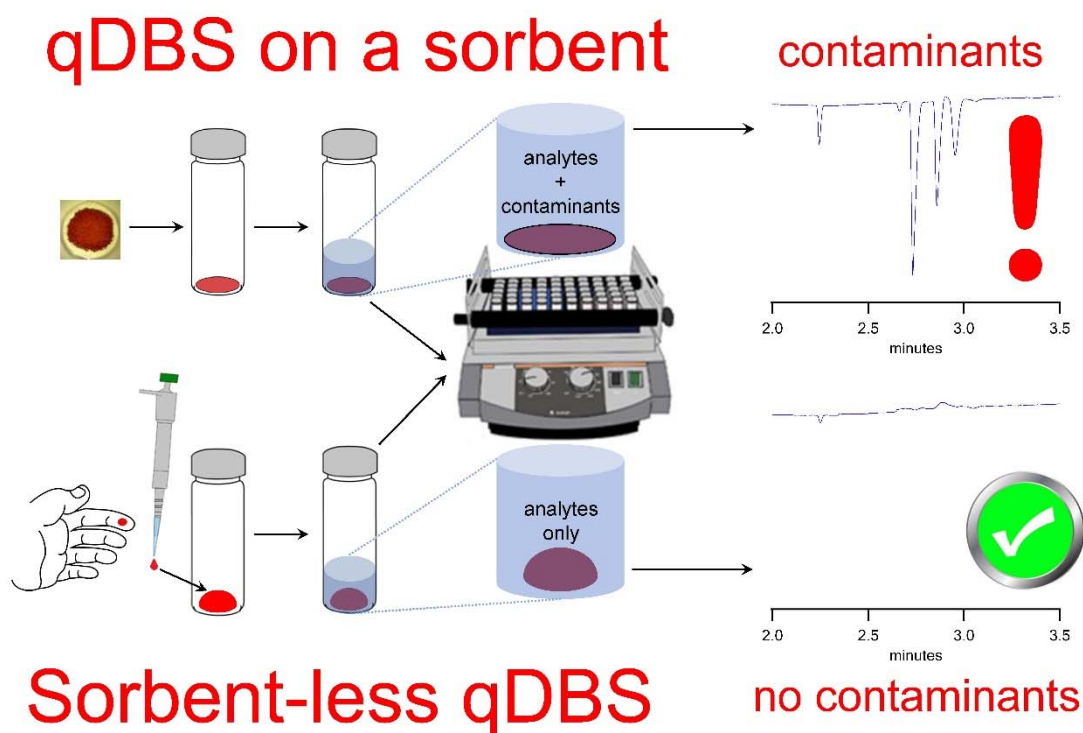 qDBS on a sorbent
contaminants
analytes
+
contaminants
2.0 2.5 3.0 3.5
minutes
analytes
only
2.0 2.5 3.0 3.5
minutes
Sorbent-less qDBS
no contaminants